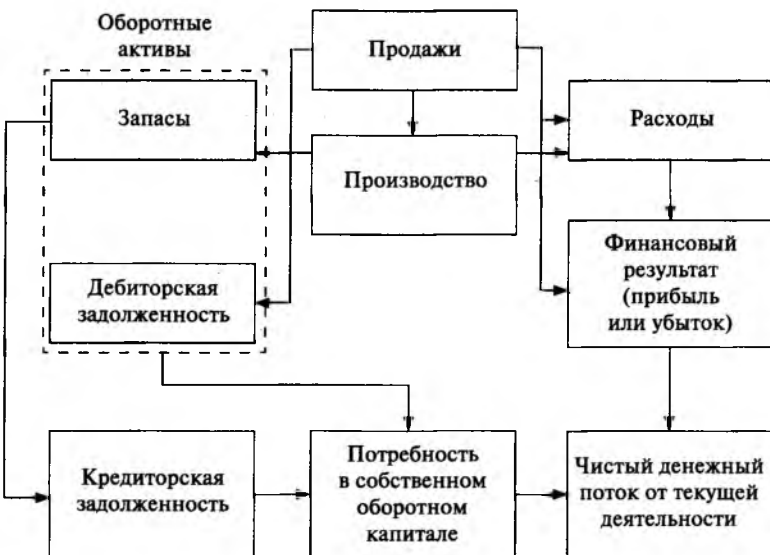 Оборотные
активы
Продажи
Запасы
Расходы
Производство
Финансовый
результат
(прибыль
или убыток)
Дебиторская
задолженность
Кредиторская
задолженность
Потребность
в собственном
оборотном
капитале
Чистый денежный
поток от текущей
деятельности